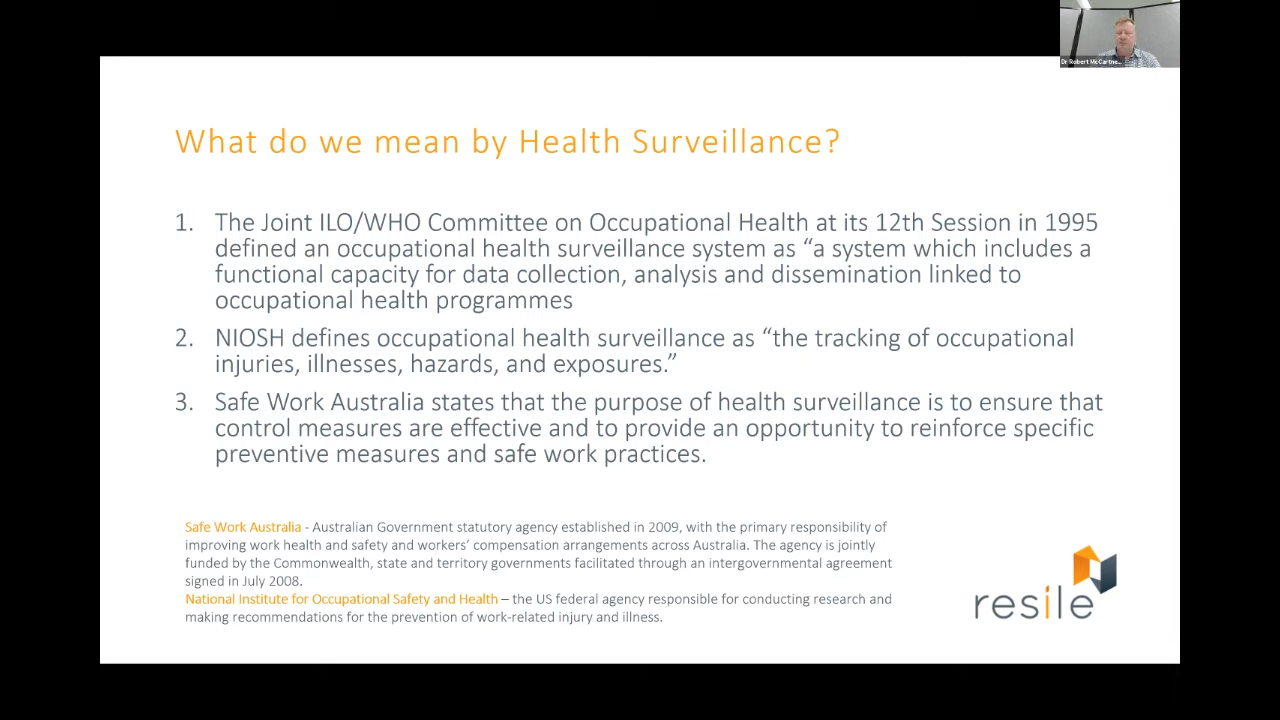 Dr Robert McCartne...
What do we mean by Health Surveillance?
1. The Joint ILO/WHO Committee on Occupational Health at its 12th Session in 1995
defined an occupational health surveillance system as “a system which includes a
functional capacity for data collection, analysis and dissemination linked to
occupational health programmes
2. NIOSH defines occupational health surveillance as “the tracking of occupational
injuries, illnesses, hazards, and exposures.”
3. Safe Work Australia states that the purpose of health surveillance is to ensure that
control measures are effective and to provide an opportunity to reinforce specific
preventive measures and safe work practices.
Safe Work Australia - Australian Government statutory agency established in 2009, with the primary responsibility of
improving work health and safety and workers’ compensation arrangements across Australia. The agency is jointly
funded by the Commonwealth, state and territory governments facilitated through an intergovernmental agreement
signed in July 2008.
National Institute for Occupational Safety and Health – the US federal agency responsible for conducting research and
making recommendations for the prevention of work-related injury and illness.
resile